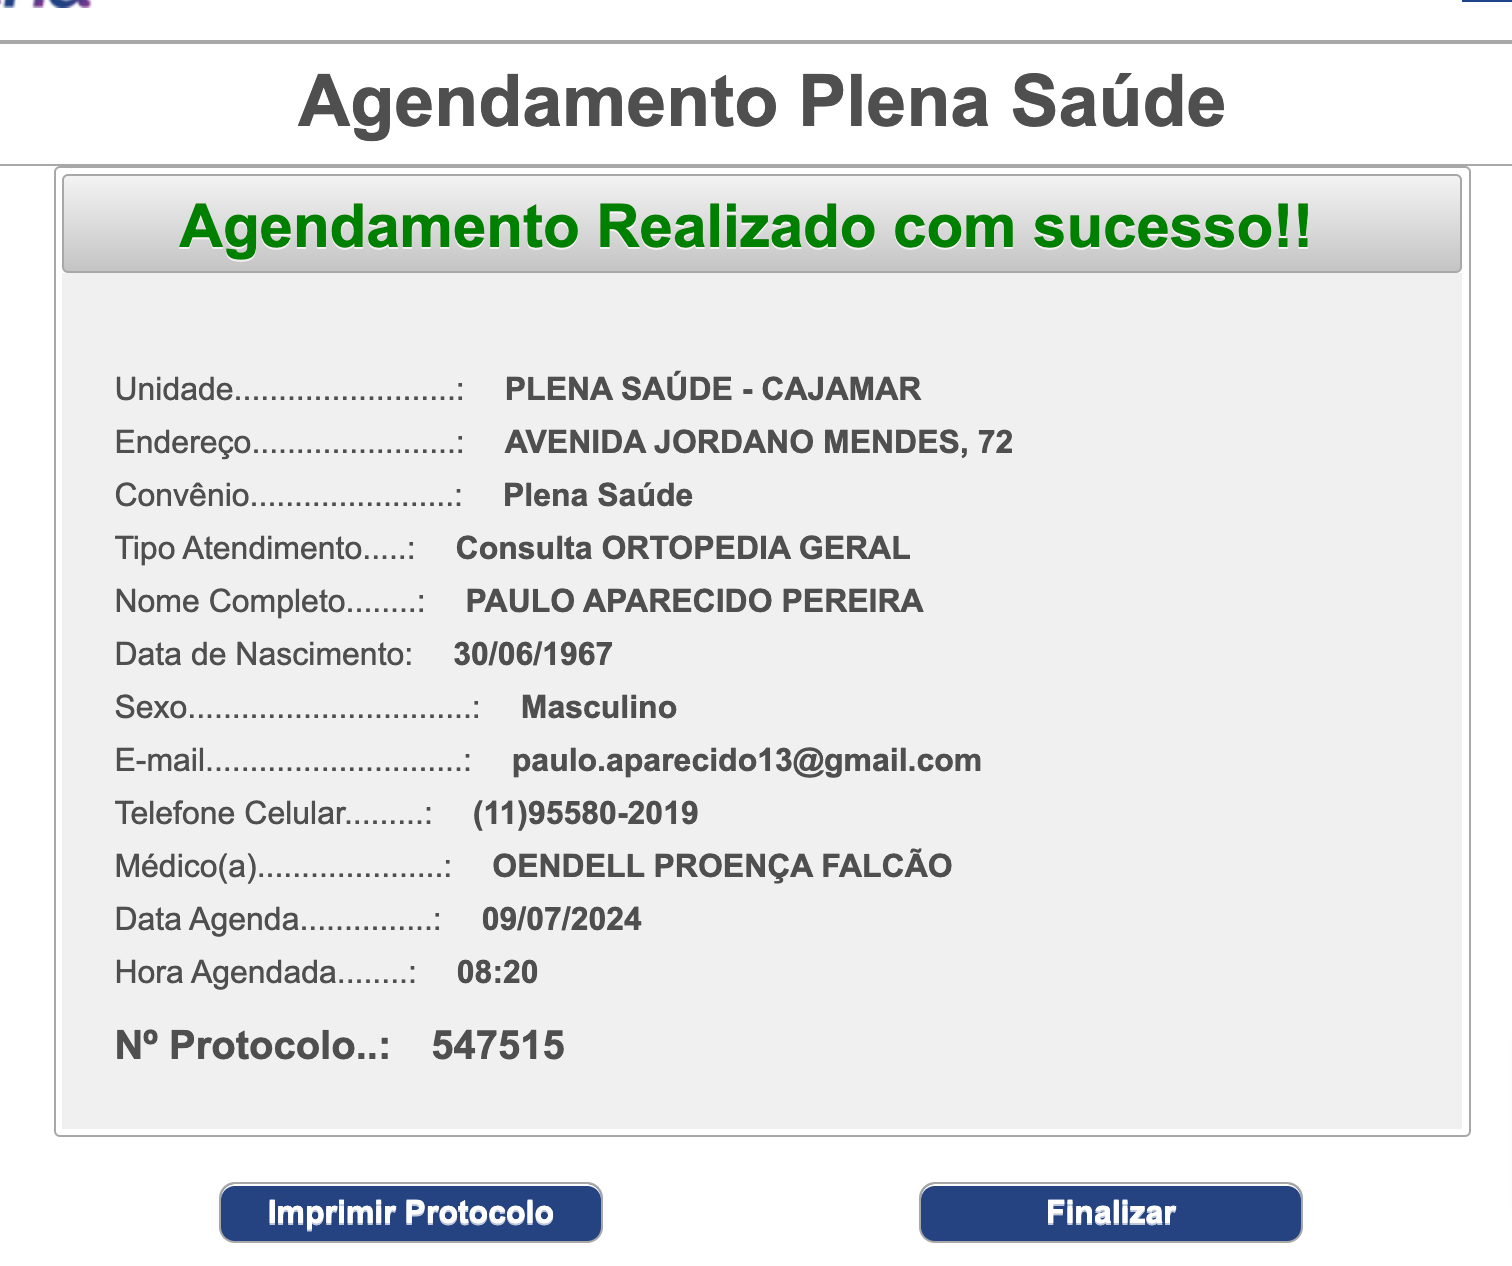 Agendamento Plena Saúde
Agendamento Realizado com sucesso!!
Unidade.........................: PLENA SAÚDE - CAJAMAR
Endereço.......................: AVENIDA JORDANO MENDES, 72
Convênio.......................: Plena Saúde
Tipo Atendimento.....: Consulta ORTOPEDIA GERAL
Nome Completo........: PAULO APARECIDO PEREIRA
Data de Nascimento: 30/06/1967
Sexo................................: Masculino
E-mail.............................: paulo.aparecido13@gmail.com
Telefone Celular.........: (11)95580-2019
Médico(a).....................: OENDELL PROENÇA FALCÃO
Data Agenda...............: 09/07/2024
Hora Agendada........: 08:20
Nº Protocolo..: 547515
Imprimir Protocolo
Finalizar